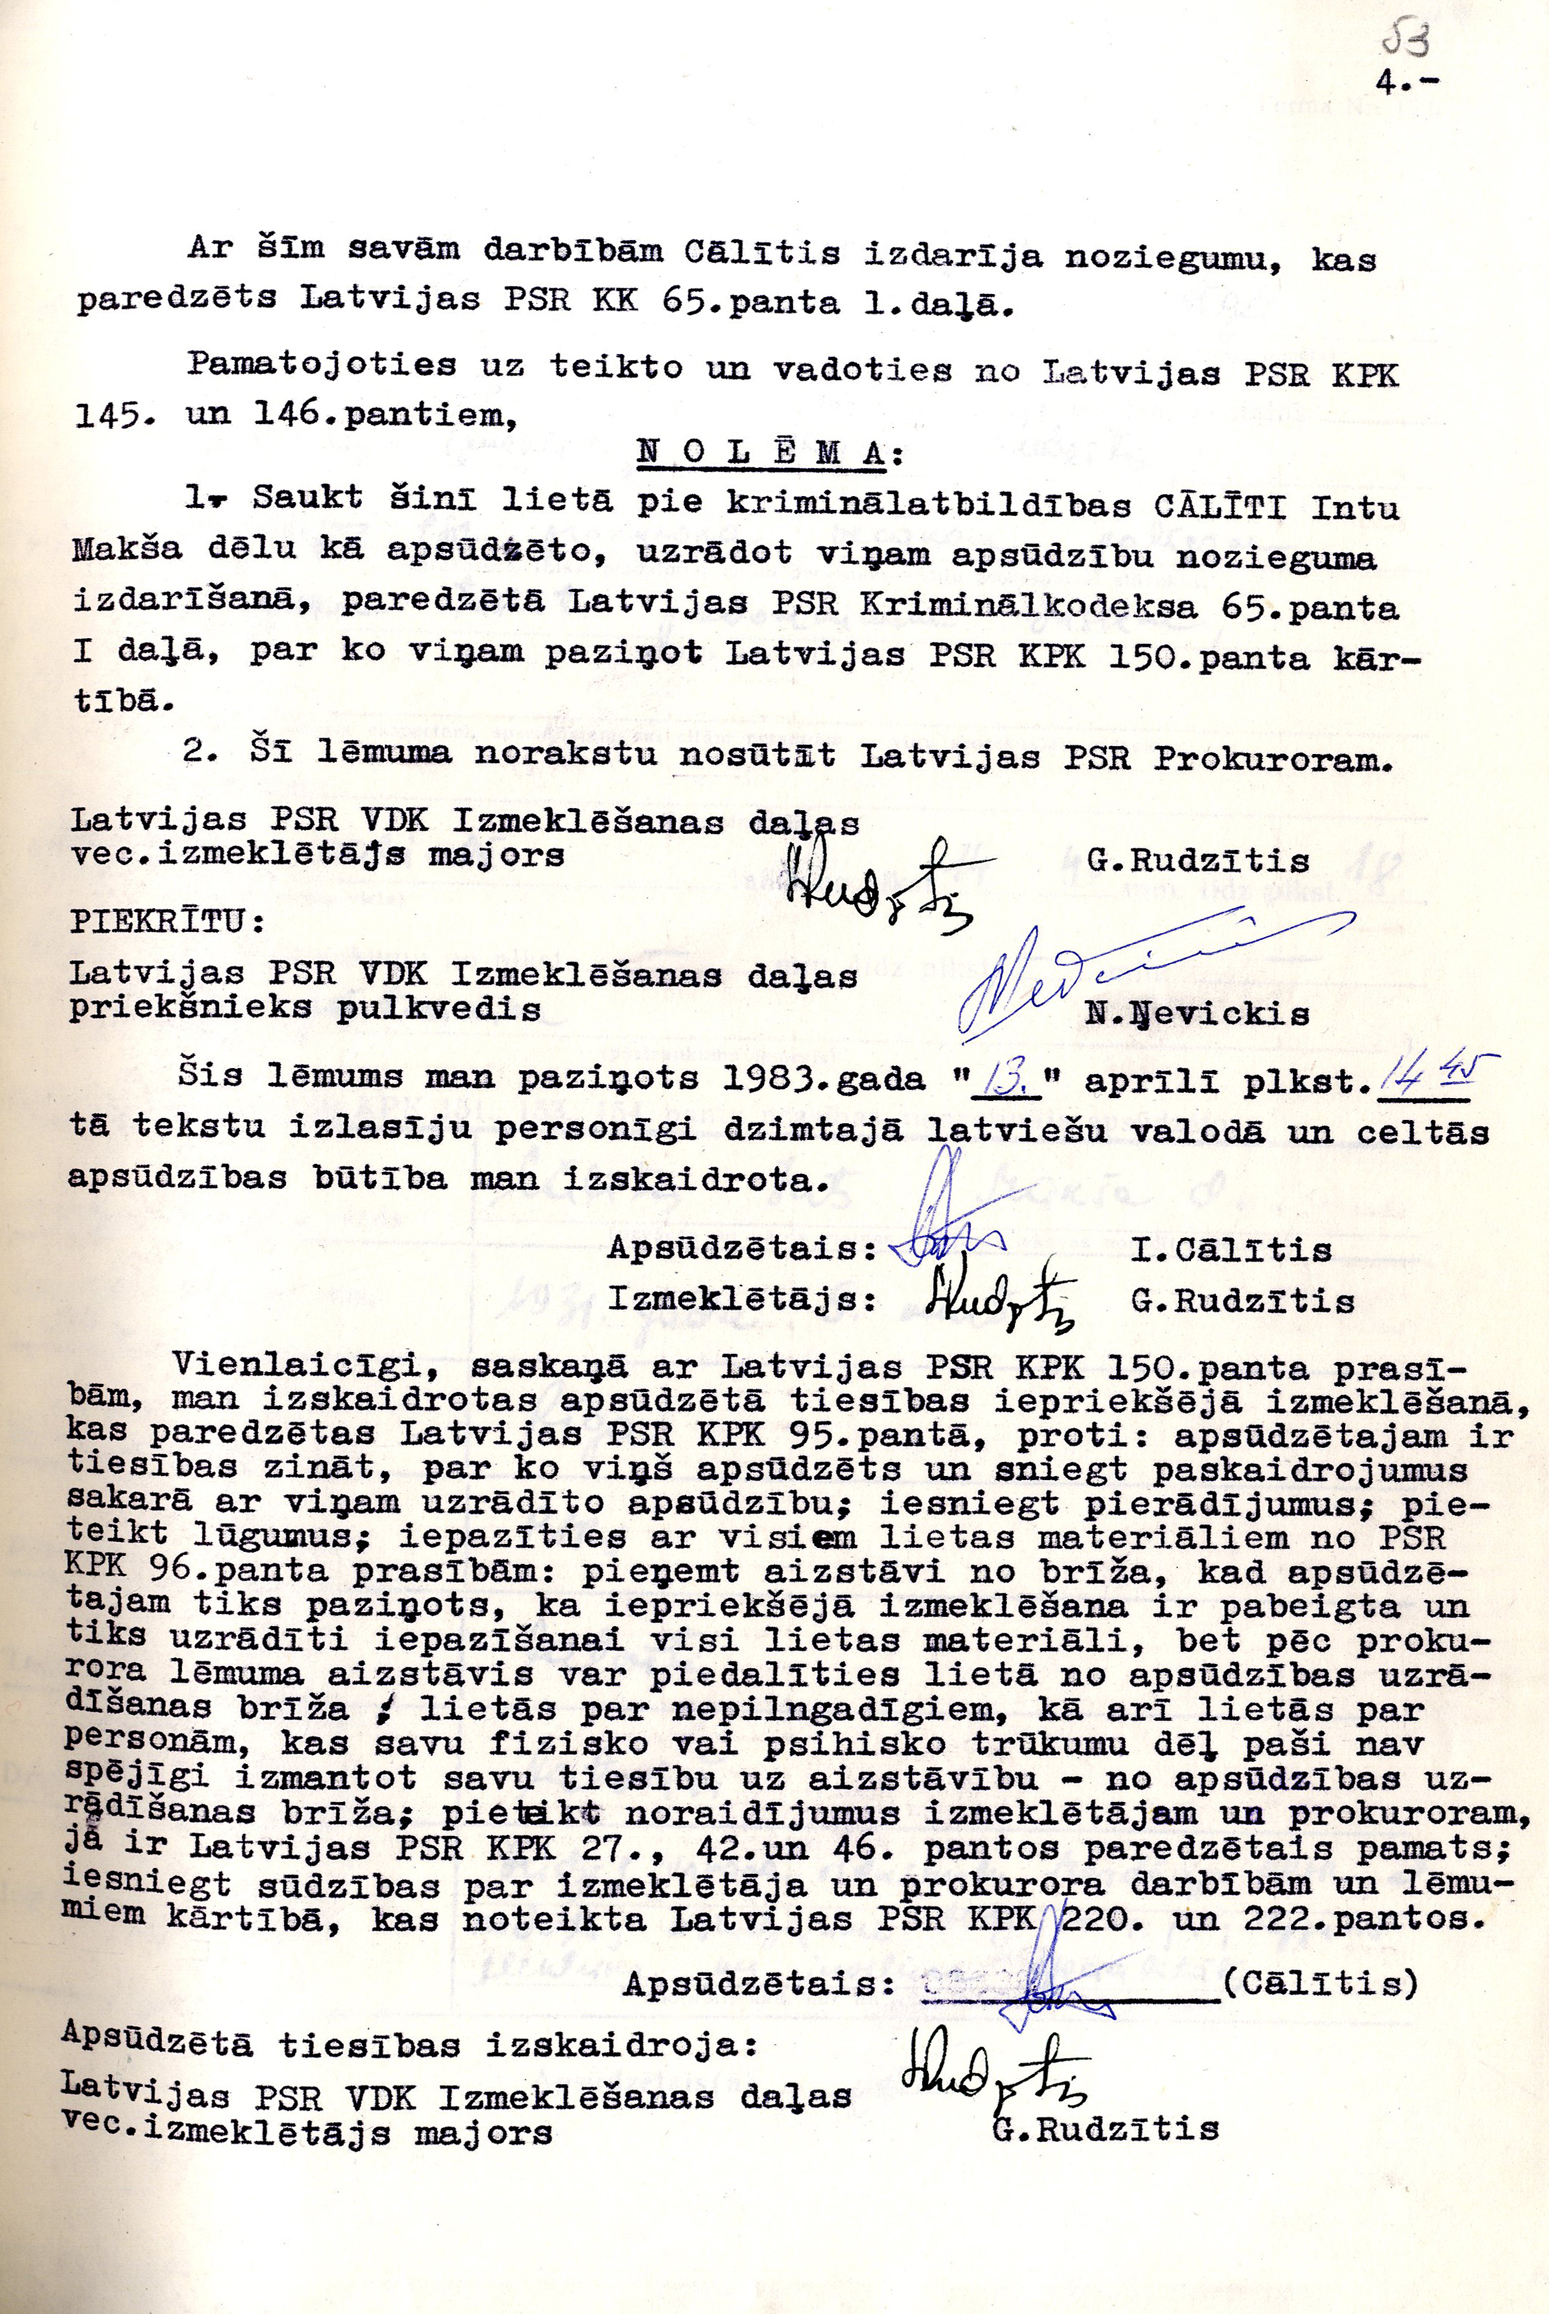 53
4.-
Ar šīm savām darbībām Cālītis izdarīja noziegumu, kas
paredzēts Latvijas PSR KK 65.panta 1.daļā.
Pamatojoties uz teikto un vadoties no Latvijas PSR KPK
145. un 146.pantiem,
N O L Ē M A:
1. Saukt šinī lietā pie kriminālatbildības CĀLĪTI Intu
Makša dēlu kā apsūdzēto, uzrādot viņam apsūdzību nozieguma
izdarīšanā, paredzētā Latvijas PSR Kriminālkodeksa 65.panta
I daļā, par ko viņam paziņot Latvijas PSR KPK 150.panta kār-
tībā.
2. Šī lēmuma norakstu nosūtīt Latvijas PSR Prokuroram.
Latvijas PSR VDK Izmeklēšanas daļas
vec.izmeklētājs majors G.Rudzītis
PIEKRĪTU:
Latvijas PSR VDK Izmeklēšanas daļas
priekšnieks pulkvedis N.Ņevickis
Šis lēmums man paziņots 1983.gada "13." aprīlī plkst.14 45
tā tekstu izlasīju personīgi dzimtajā latviešu valodā un celtās
apsūdzības būtība man izskaidrota.
Apsūdzētais: I.Cālītis
Izmeklētājs: G.Rudzītis
Vienlaicīgi, saskaņā ar Latvijas PSR KPK 150.panta prasī-
bām, man izskaidrotas apsūdzētā tiesības iepriekšējā izmeklēšanā,
kas paredzētas Latvijas PSR KPK 95.pantā, proti: apsūdzētajam ir
tiesības zināt, par ko viņš apsūdzēts un sniegt paskaidrojumus
sakarā ar viņam uzrādīto apsūdzību; iesniegt pierādījumus; pie-
teikt lūgumus; iepazīties ar visiem lietas materiāliem no PSR
KPK 96.panta prasībām: pieņemt aizstāvi no brīža, kad apsūdzē-
tajam tiks paziņots, ka iepriekšējā izmeklēšana ir pabeigta un
tiks uzrādīti iepazīšanai visi lietas materiāli, bet pēc proku-
rora lēmuma aizstāvis var piedalīties lietā no apsūdzības uzrā-
dīšanas brīža ; lietās par nepilngadīgiem, kā arī lietās par
personām, kas savu fizisko vai psihisko trūkumu dēļ paši nav
spējīgi izmantot savu tiesību uz aizstāvību - no apsūdzības uz-
rādīšanas brīža; pieteikt noraidījumus izmeklētājam un prokuroram,
jā ir Latvijas PSR KPK 27., 42.un 46. pantos paredzētais pamats;
iesniegt sūdzības par izmeklētāja un prokurora darbībām un lēmu-
miem kārtībā, kas noteikta Latvijas PSR KPK 220. un 222.pantos.
Apsūdzētais: (Cālītis)
Apsūdzētā tiesības izskaidroja:
Latvijas PSR VDK Izmeklēšanas daļas
vec.izmeklētājs majors G.Rudzītis